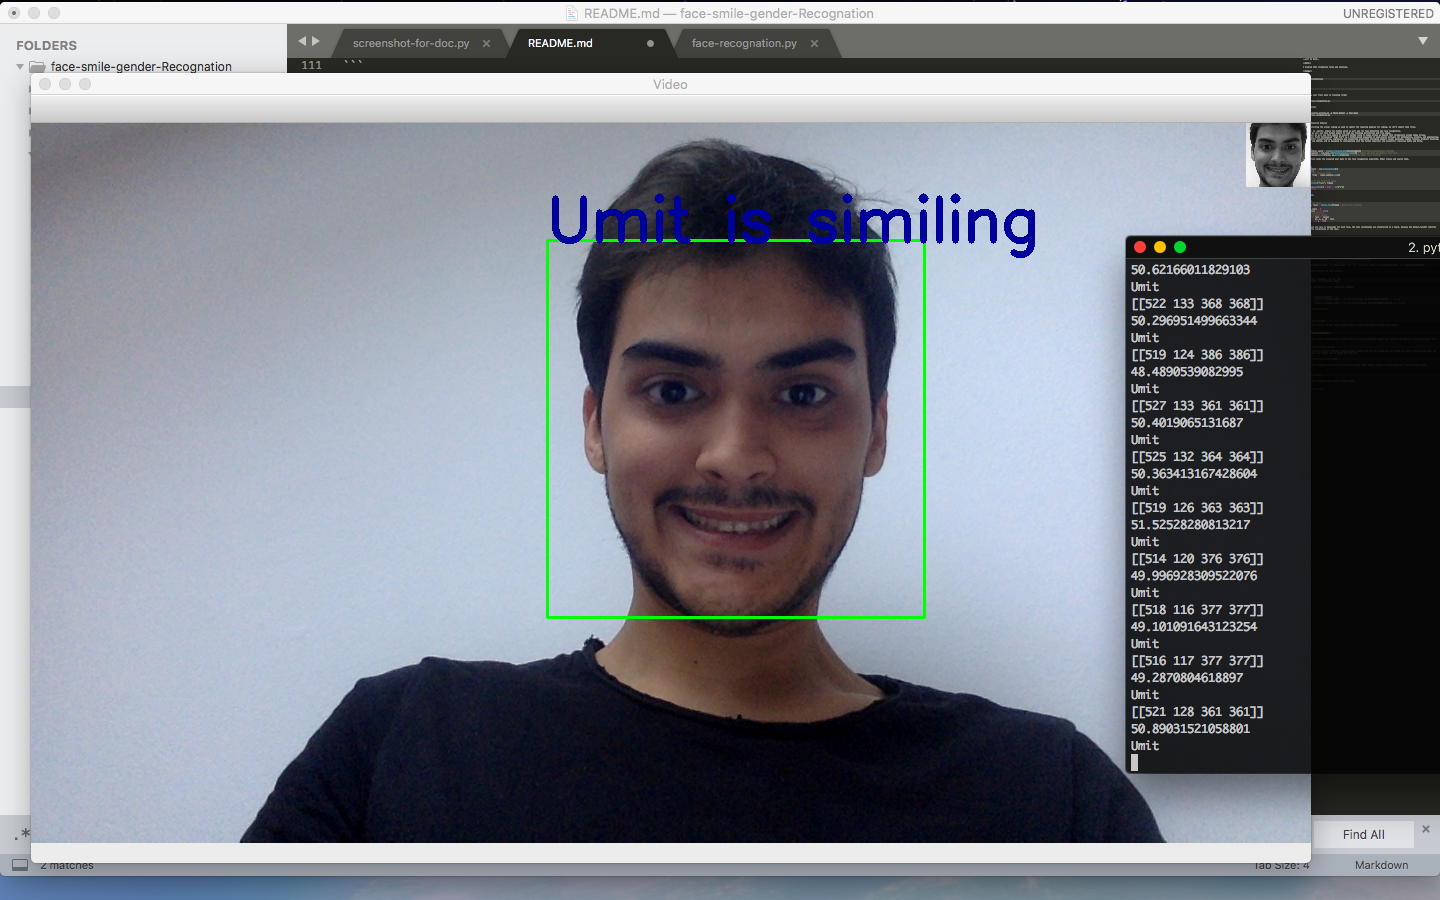 README.md — face-smile-gender-Recognation
UNREGISTERED
FOLDERS
face-smile-gender-Recognation
screenshot-for-doc.py
README.md
face-recognation.py
111 ```
Video
Umit is similing
2. pyt
50.62166011829103
Umit
[[522 133 368 368]]
50.296951499663344
Umit
[[519 124 386 386]]
48.4890539082995
Umit
[[527 133 361 361]]
50.4019065131687
Umit
[[525 132 364 364]]
50.363413167428604
Umit
[[519 126 363 363]]
51.52528280813217
Umit
[[514 120 376 376]]
49.996928309522076
Umit
[[518 116 377 377]]
49.101091643123254
Umit
[[516 117 377 377]]
49.2870804618897
Umit
[[521 128 361 361]]
50.89031521058801
Umit
.*
Find All
2 matches
Tab Size: 4
Markdown